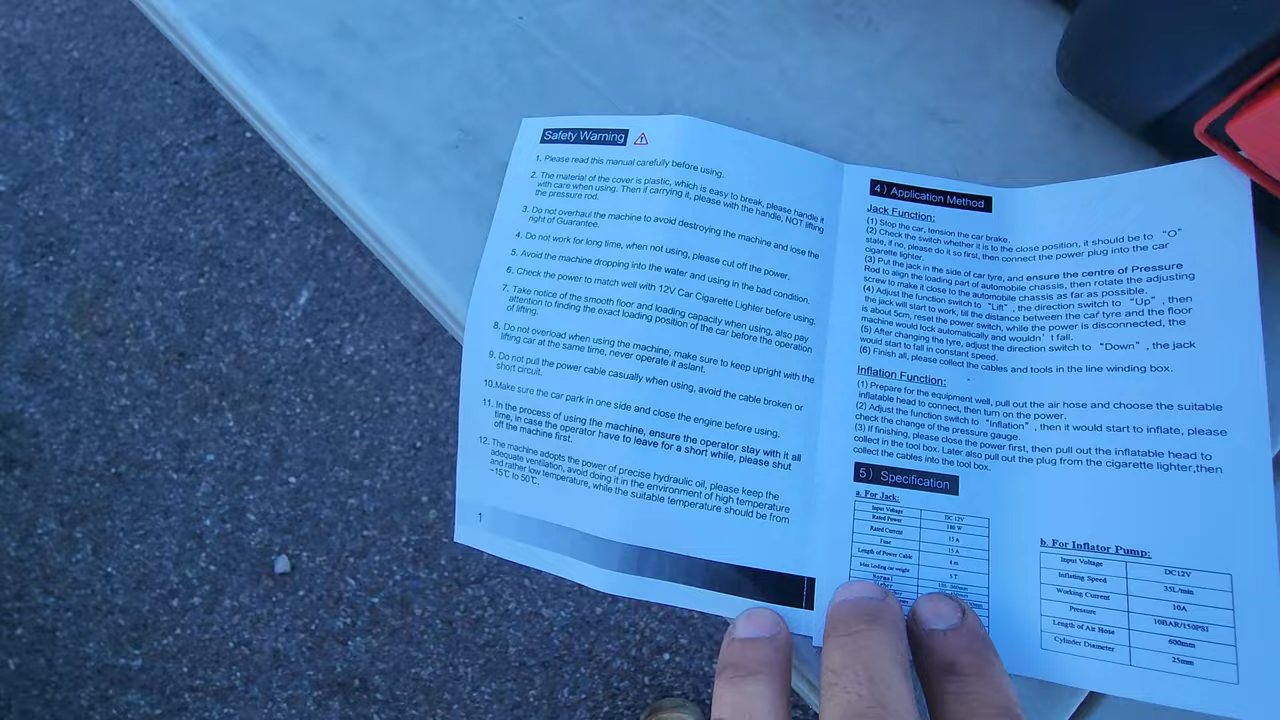 Safety Warning
1. Please read this manual carefully before using.
2. The material of the cover is plastic, which is easy to break, please handle it
with care when using. Then if carrying it, please with the handle, NOT lifting
the pressure rod.
3. Do not overhaul the machine to avoid destroying the machine and lose the
right of Guarantee.
4. Do not work for long time, when not using, please cut off the power.
5. Avoid the machine dropping into the water and using in the bad condition.
6. Check the power to match well with 12V Car Cigarette Lighter before using.
7. Take notice of the smooth floor and loading capacity when using, also pay
attention to finding the exact loading position of the car before the operation
of lifting.
8. Do not overload when using the machine, make sure to keep upright with the
lifting car at the same time, never operate it aslant.
9. Do not pull the power cable casually when using, avoid the cable broken or
short circuit.
10.Make sure the car park in one side and close the engine before using.
11. In the process of using the machine, ensure the operator stay with it all
time, in case the operator have to leave for a short while, please shut
off the machine first.
12. The machine adopts the power of precise hydraulic oil, please keep the
adequate ventilation, avoid doing it in the environment of high temperature
and rather low temperature, while the suitable temperature should be from
-15℃ to 50℃.
1
4) Application Method
Jack Function:
(1) Stop the car, tension the car brake.
(2) Check the switch whether it is to the close position, it should be to "O"
state, if no, please do it so first, then connect the power plug into the car
cigarette lighter.
(3) Put the jack in the side of car tyre, and ensure the centre of Pressure
Rod to align the loading part of automobile chassis, then rotate the adjusting
screw to make it close to the automobile chassis as far as possible.
(4) Adjust the function switch to "Lift", the direction switch to "Up", then
the jack will start to work, till the distance between the car tyre and the floor
is about 5cm, reset the power switch, while the power is disconnected, the
machine would lock automatically and wouldn't fall.
(5) After changing the tyre, adjust the direction switch to "Down", the jack
would start to fall in constant speed.
(6) Finish all, please collect the cables and tools in the line winding box.
Inflation Function:
(1) Prepare for the equipment well, pull out the air hose and choose the suitable
inflatable head to connect, then turn on the power.
(2) Adjust the function switch to "Inflation", then it would start to inflate, please
check the change of the pressure gauge.
(3) If finishing, please close the power first, then pull out the inflatable head to
collect in the tool box. Later also pull out the plug from the cigarette lighter,then
collect the cables into the tool box.
5) Specification
a. For Jack:
Input Voltage DC 12V
Rated Power 180 W
Rated Current 15 A
Fuse 15 A
Length of Power Cable 4 m
Max Loding car weight 5 T
Normal
b. For Inflator Pump:
Input Voltage DC12V
Inflating Speed 35L/min
Working Current 10A
Pressure 10BAR/150PSI
Length of Air Hose 600mm
Cylinder Diameter 25mm